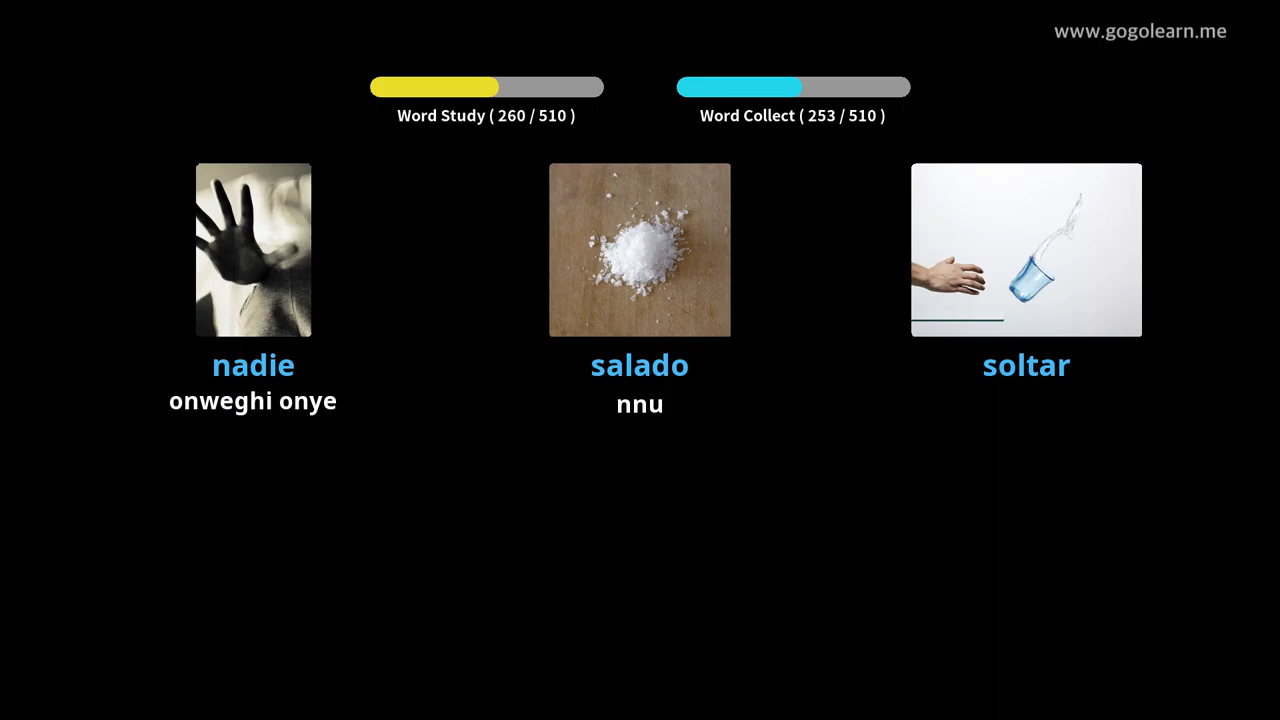 www.gogolearn.me
Word Study ( 260 / 510 )
Word Collect ( 253 / 510 )
nadie
onweghi onye
salado
nnu
soltar